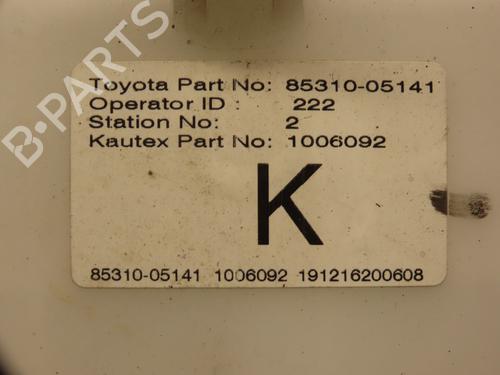 Toyota Part No: 85310-05141
Operator ID : 222
Station No: 2
Kautex Part No: 1006092
K
85310-05141 1006092 191216200608